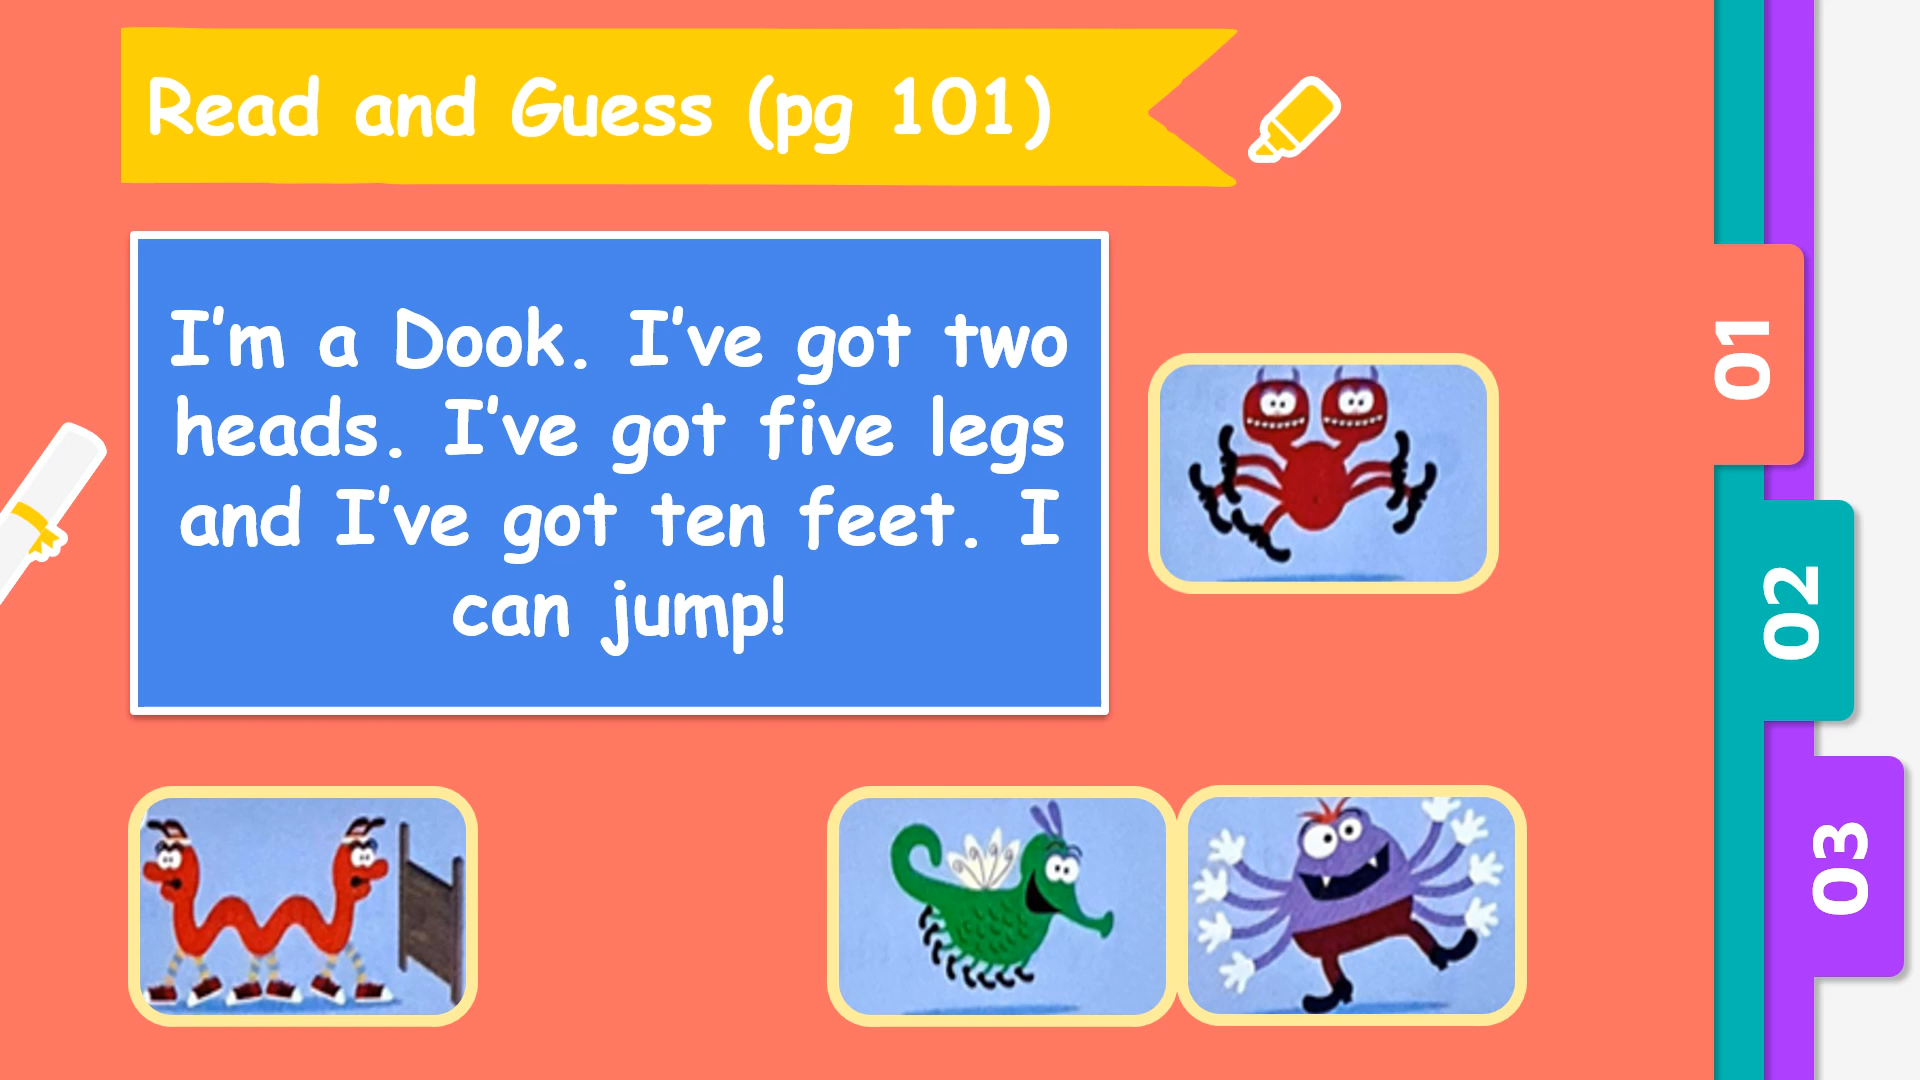 Read and Guess (pg 101)
I'm a Dook. I've got two
heads. I've got five legs
and I've got ten feet. I
can jump!
01
02
03